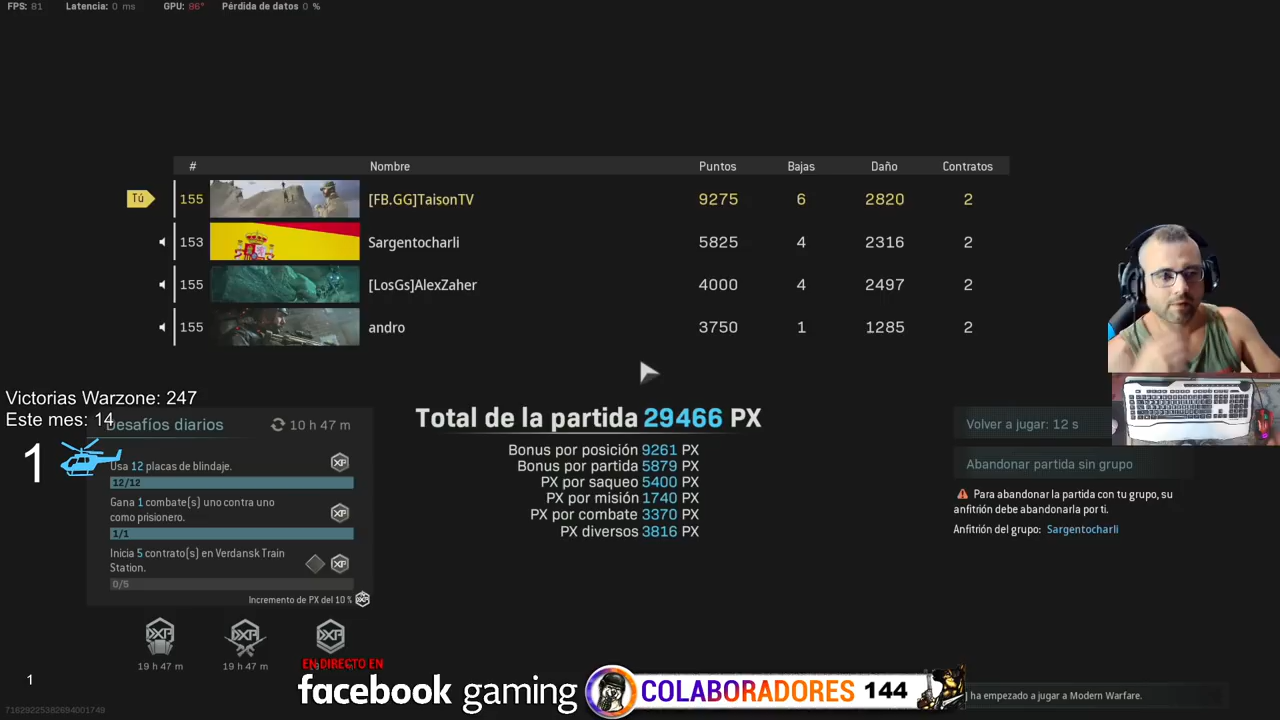 FPS: 81 Latencia: 0 ms GPU: 86° Pérdida de datos 0 %
# Nombre Puntos Bajas Daño Contratos
Tú 155 [FB.GG]TaisonTV 9275 6 2820 2
153 Sargentocharli 5825 4 2316 2
155 [LosGs]AlexZaher 4000 4 2497 2
155 andro 3750 1 1285 2
Victorias Warzone: 247
Este mes: 14
1
Desafíos diarios 10 h 47 m
Usa 12 placas de blindaje.
12/12
Gana 1 combate(s) uno contra uno
como prisionero.
1/1
Inicia 5 contrato(s) en Verdansk Train
Station.
0/5
Incremento de PX del 10 %
19 h 47 m 19 h 47 m
Total de la partida 29466 PX
Bonus por posición 9261 PX
Bonus por partida 5879 PX
PX por saqueo 5400 PX
PX por misión 1740 PX
PX por combate 3370 PX
PX diversos 3816 PX
Volver a jugar: 12 s
Abandonar partida sin grupo
Para abandonar la partida con tu grupo, su
anfitrión debe abandonarla por ti.
Anfitrión del grupo: Sargentocharli
EN DIRECTO EN
facebook gaming
COLABORADORES 144
ha empezado a jugar a Modern Warfare.
1